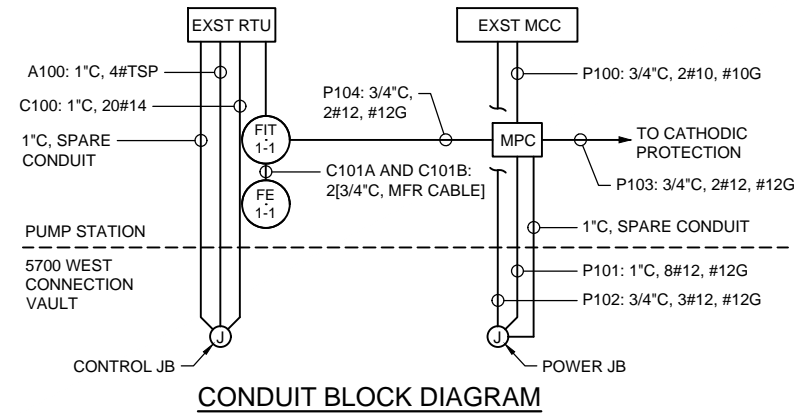 EXST RTU
EXST MCC
A100: 1"C, 4#TSP
P100: 3/4"C, 2#10, #10G
C100: 1"C, 20#14
P104: 3/4"C,
2#12, #12G
1"C, SPARE
CONDUIT
FIT
1-1
MPC
TO CATHODIC
PROTECTION
C101A AND C101B:
2[3/4"C, MFR CABLE]
P103: 3/4"C, 2#12, #12G
FE
1-1
PUMP STATION
1"C, SPARE CONDUIT
5700 WEST
CONNECTION
VAULT
P101: 1"C, 8#12, #12G
P102: 3/4"C, 3#12, #12G
J
J
CONTROL JB
POWER JB
CONDUIT BLOCK DIAGRAM